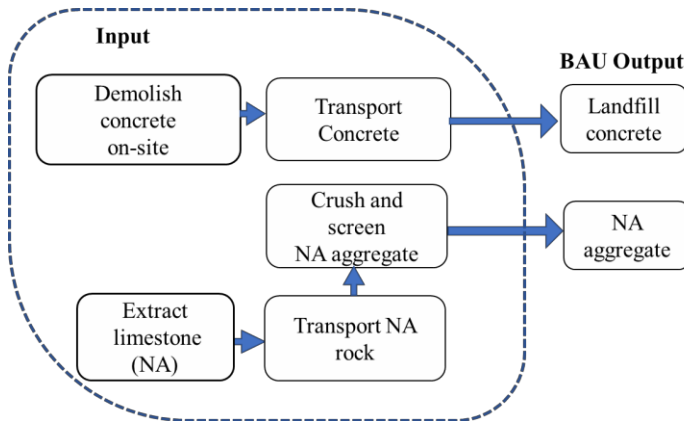 Input
BAU Output
Demolish
concrete
on-site
Transport
Concrete
Landfill
concrete
Crush and
screen
NA aggregate
NA
aggregate
Extract
limestone
(NA)
Transport NA
rock